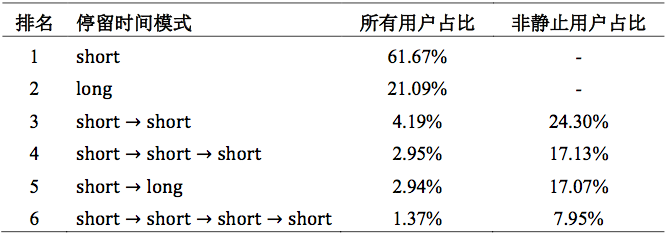 排名 停留时间模式 所有用户占比 非静止用户占比
1 short 61.67% -
2 long 21.09% -
3 short → short 4.19% 24.30%
4 short → short → short 2.95% 17.13%
5 short → long 2.94% 17.07%
6 short → short → short → short 1.37% 7.95%